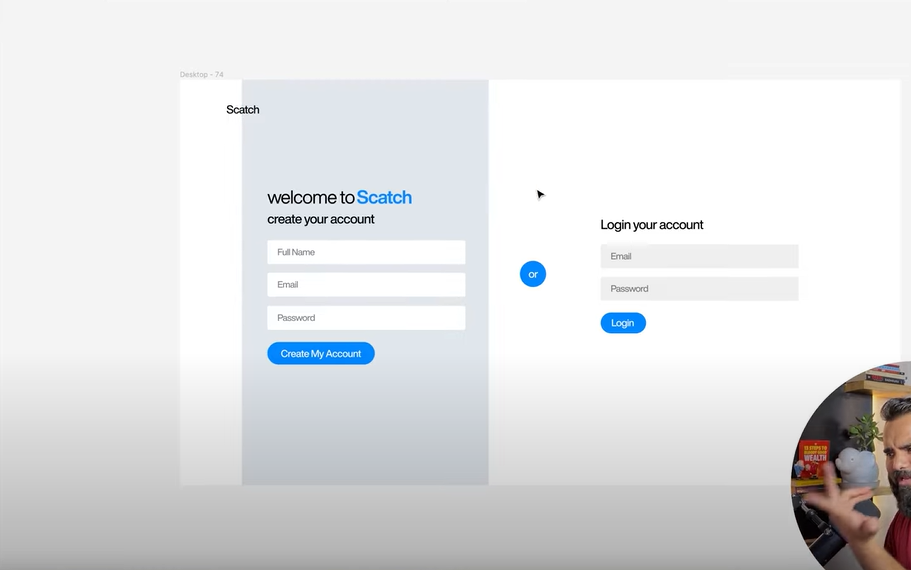 Desktop - 74
Scatch
welcome to Scatch
create your account
Full Name
Email
Password
Create My Account
or
Login your account
Email
Password
Login
WEALTH